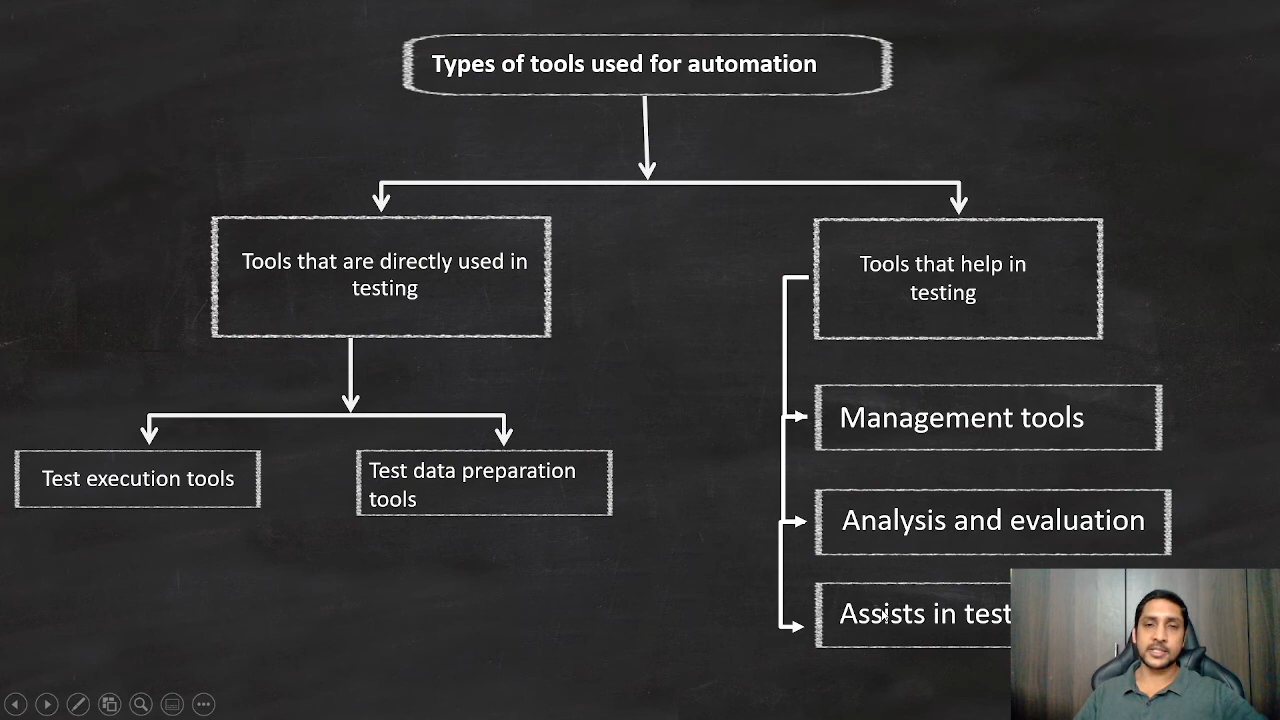 Types of tools used for automation
Tools that are directly used in
testing
Tools that help in
testing
Test execution tools
Test data preparation
tools
Management tools
Analysis and evaluation
Assists in test